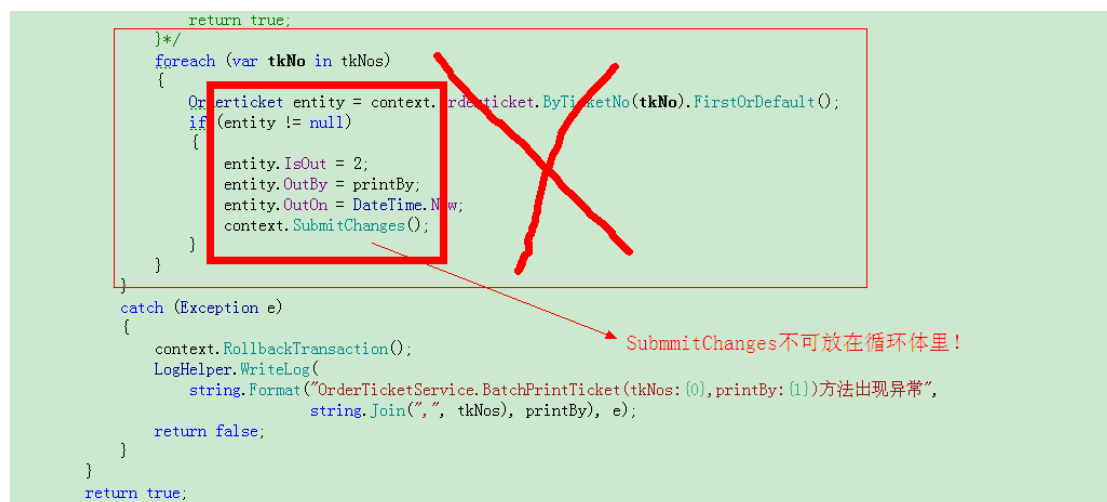 return true;
}*/
foreach (var tkNo in tkNos)
{
Orderticket entity = context.Orderticket.ByTicketNo(tkNo).FirstOrDefault();
if (entity != null)
{
entity.IsOut = 2;
entity.OutBy = printBy;
entity.OutOn = DateTime.Now;
context.SubmitChanges();
}
}
}
catch (Exception e)
{
SubmmitChanges不可放在循环体里!
context.RollbackTransaction();
LogHelper.WriteLog(
string.Format("OrderTicketService.BatchPrintTicket(tkNos:{0},printBy:{1})方法出现异常",
string.Join(",", tkNos), printBy), e);
return false;
}
}
return true;